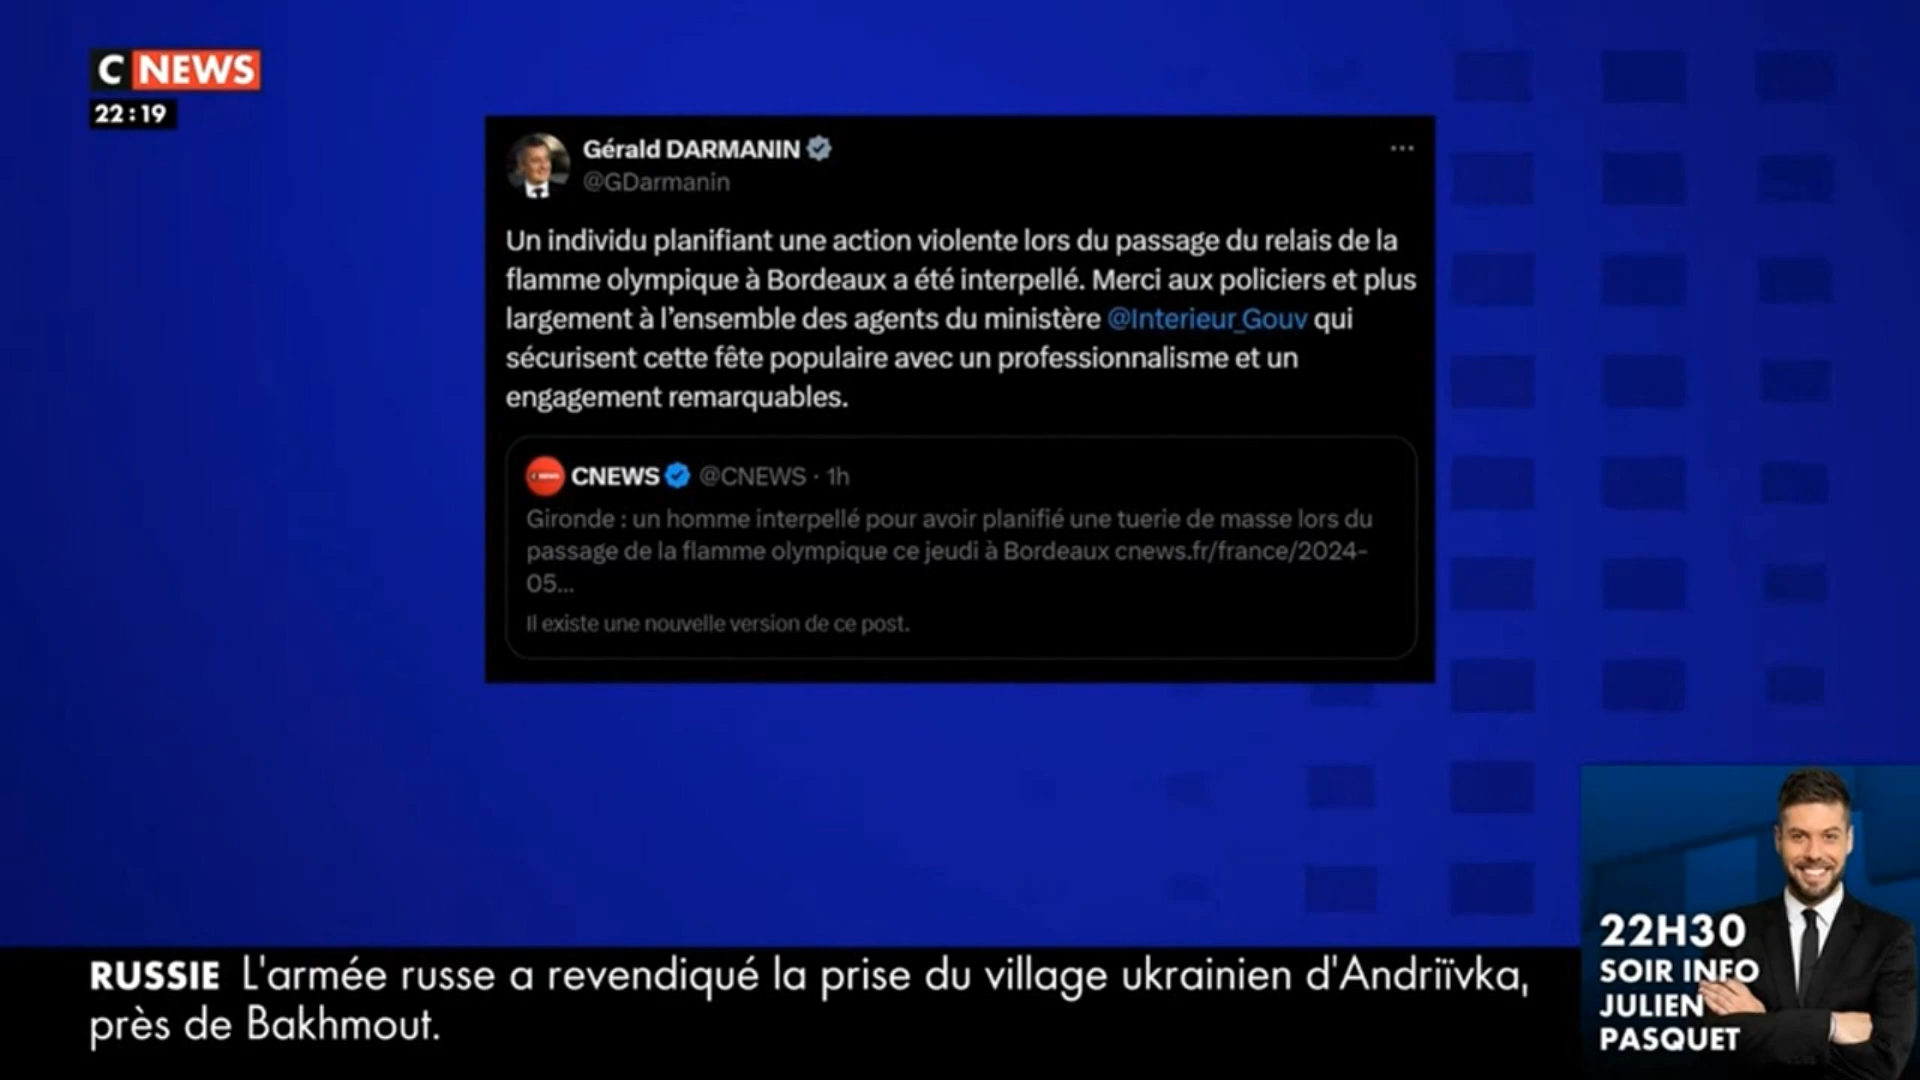 C NEWS
22:19
Gérald DARMANIN
@GDarmanin
Un individu planifiant une action violente lors du passage du relais de la
flamme olympique à Bordeaux a été interpellé. Merci aux policiers et plus
largement à l’ensemble des agents du ministère @Interieur_Gouv qui
sécurisent cette fête populaire avec un professionnalisme et un
engagement remarquables.
CNEWS @CNEWS · 1h
Gironde : un homme interpellé pour avoir planifié une tuerie de masse lors du
passage de la flamme olympique ce jeudi à Bordeaux cnews.fr/france/2024-
05...
Il existe une nouvelle version de ce post.
22H30
SOIR INFO
JULIEN
PASQUET
RUSSIE L'armée russe a revendiqué la prise du village ukrainien d'Andriïvka,
près de Bakhmout.